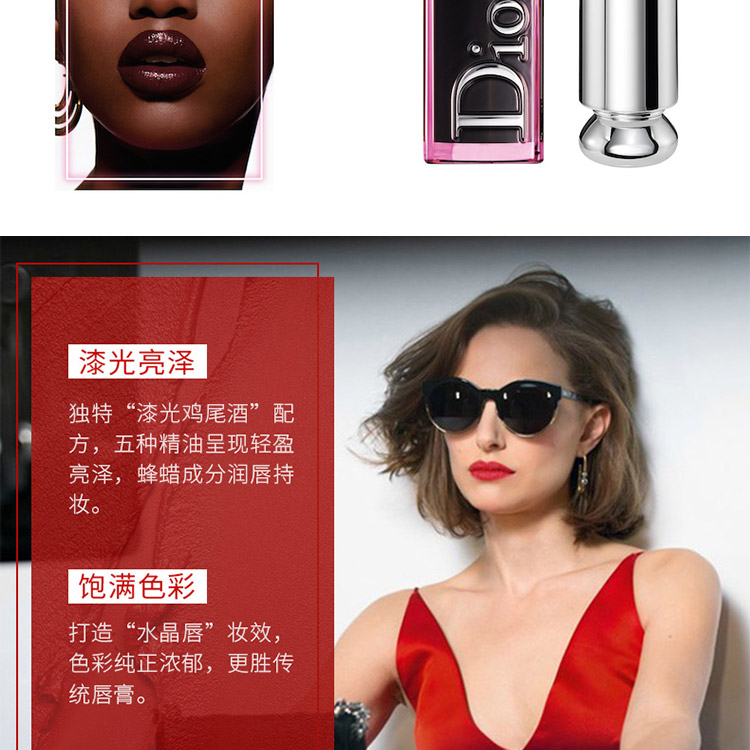 Dio
漆光亮泽
独特“漆光鸡尾酒”配
方，五种精油呈现轻盈
亮泽，蜂蜡成分润唇持
妆。
饱满色彩
打造“水晶唇”妆效，
色彩纯正浓郁，更胜传
统唇膏。